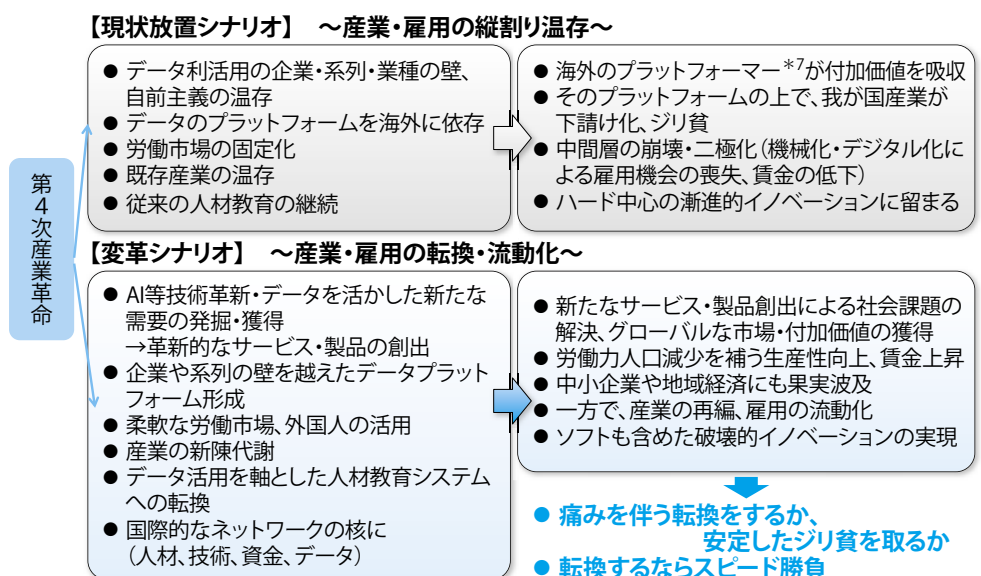 【現状放置シナリオ】 ～産業・雇用の縦割り温存～
● データ利活用の企業・系列・業種の壁、
自前主義の温存
● データのプラットフォームを海外に依存
● 労働市場の固定化
● 既存産業の温存
● 従来の人材教育の継続
● 海外のプラットフォーマー＊7が付加価値を吸収
● そのプラットフォームの上で、我が国産業が
下請け化、ジリ貧
● 中間層の崩壊・二極化（機械化・デジタル化に
よる雇用機会の喪失、賃金の低下）
● ハード中心の漸進的イノベーションに留まる
第4次産業革命
【変革シナリオ】 ～産業・雇用の転換・流動化～
● AI等技術革新・データを活かした新たな
需要の発掘・獲得
→革新的なサービス・製品の創出
● 企業や系列の壁を越えたデータプラット
フォーム形成
● 柔軟な労働市場、外国人の活用
● 産業の新陳代謝
● データ活用を軸とした人材教育システム
への転換
● 国際的なネットワークの核に
（人材、技術、資金、データ）
● 新たなサービス・製品創出による社会課題の
解決、グローバルな市場・付加価値の獲得
● 労働力人口減少を補う生産性向上、賃金上昇
● 中小企業や地域経済にも果実波及
● 一方で、産業の再編、雇用の流動化
● ソフトも含めた破壊的イノベーションの実現
● 痛みを伴う転換をするか、
安定したジリ貧を取るか
● 転換するならスピード勝負